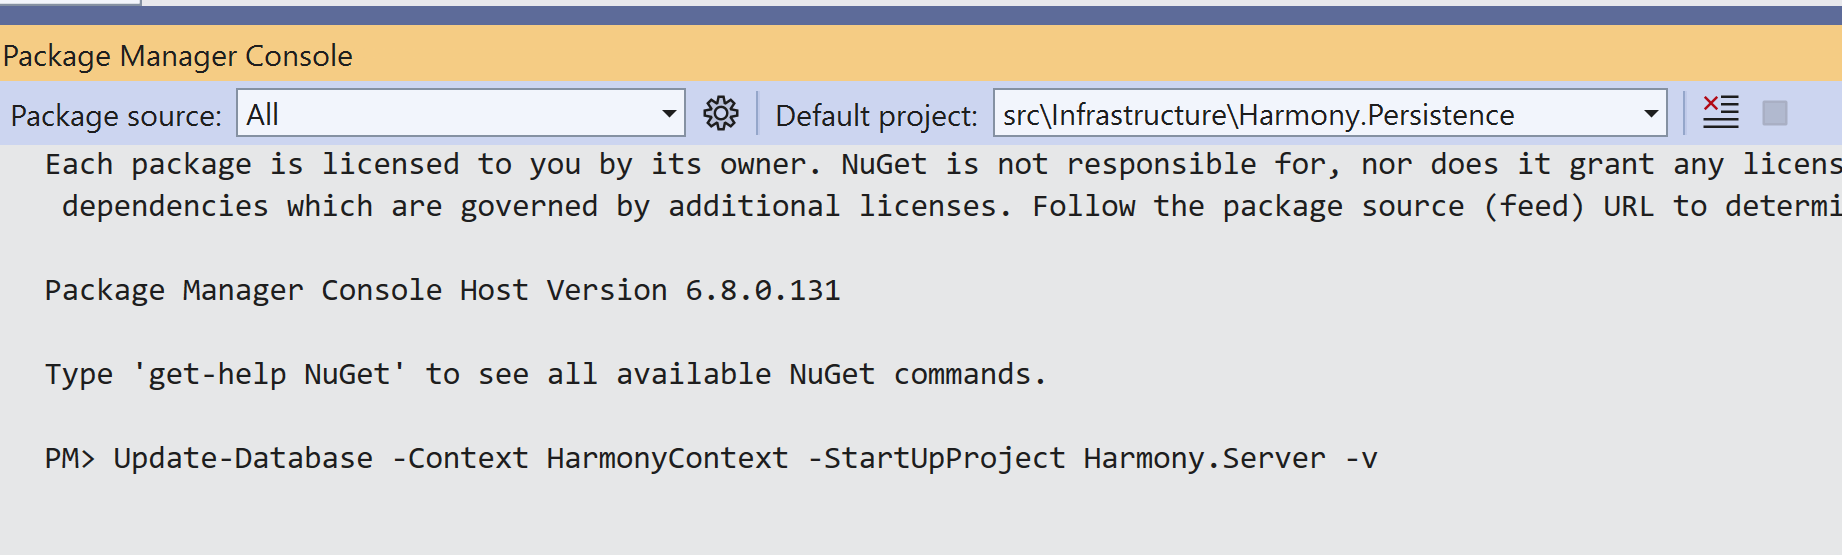 Package Manager Console
Package source: All Default project: src\Infrastructure\Harmony.Persistence
Each package is licensed to you by its owner. NuGet is not responsible for, nor does it grant any licens
dependencies which are governed by additional licenses. Follow the package source (feed) URL to determi
Package Manager Console Host Version 6.8.0.131
Type 'get-help NuGet' to see all available NuGet commands.
PM> Update-Database -Context HarmonyContext -StartUpProject Harmony.Server -v